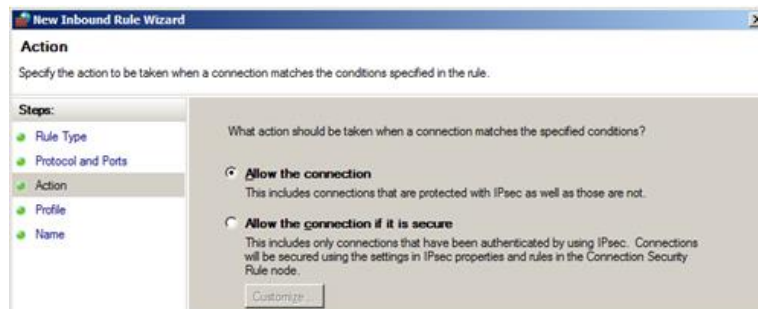 New Inbound Rule Wizard
Action
Specify the action to be taken when a connection matches the conditions specified in the rule.
Steps:
Rule Type
Protocol and Ports
Action
Profile
Name
What action should be taken when a connection matches the specified conditions?
Allow the connection
This includes connections that are protected with IPsec as well as those are not.
Allow the connection if it is secure
This includes only connections that have been authenticated by using IPsec. Connections
will be secured using the settings in IPsec properties and rules in the Connection Security
Rule node.
Customize...